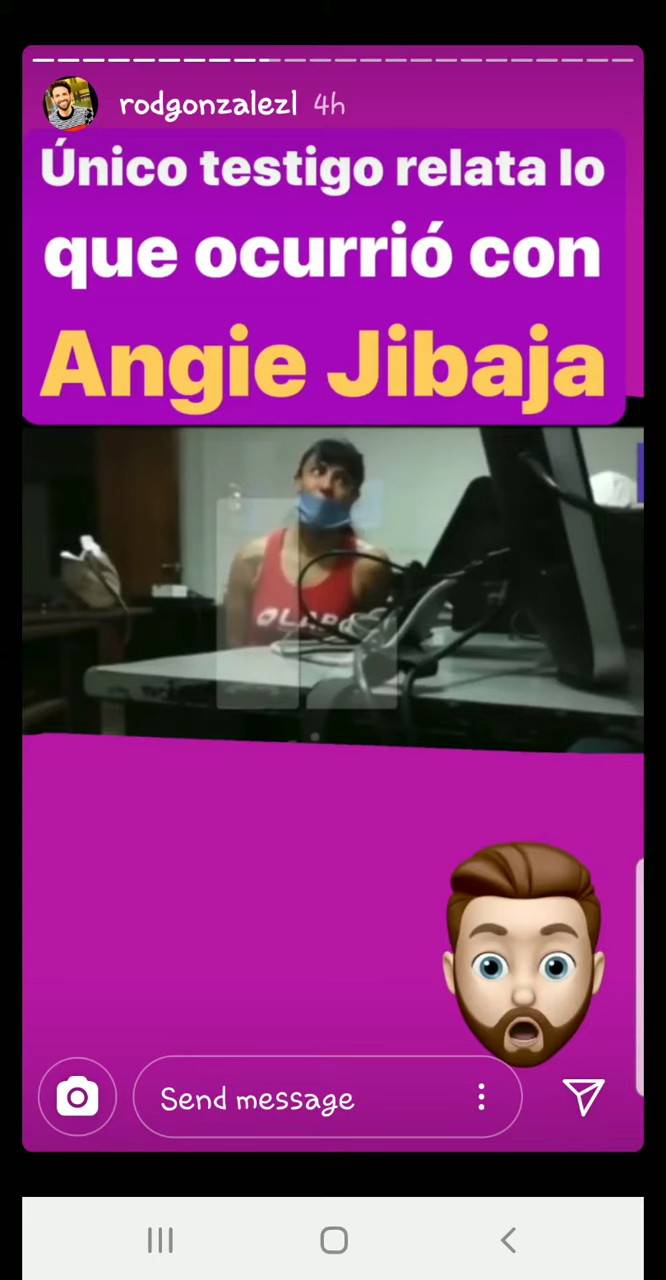 rodgonzalezl 4h
Único testigo relata lo
que ocurrió con
Angie Jibaja
Send message